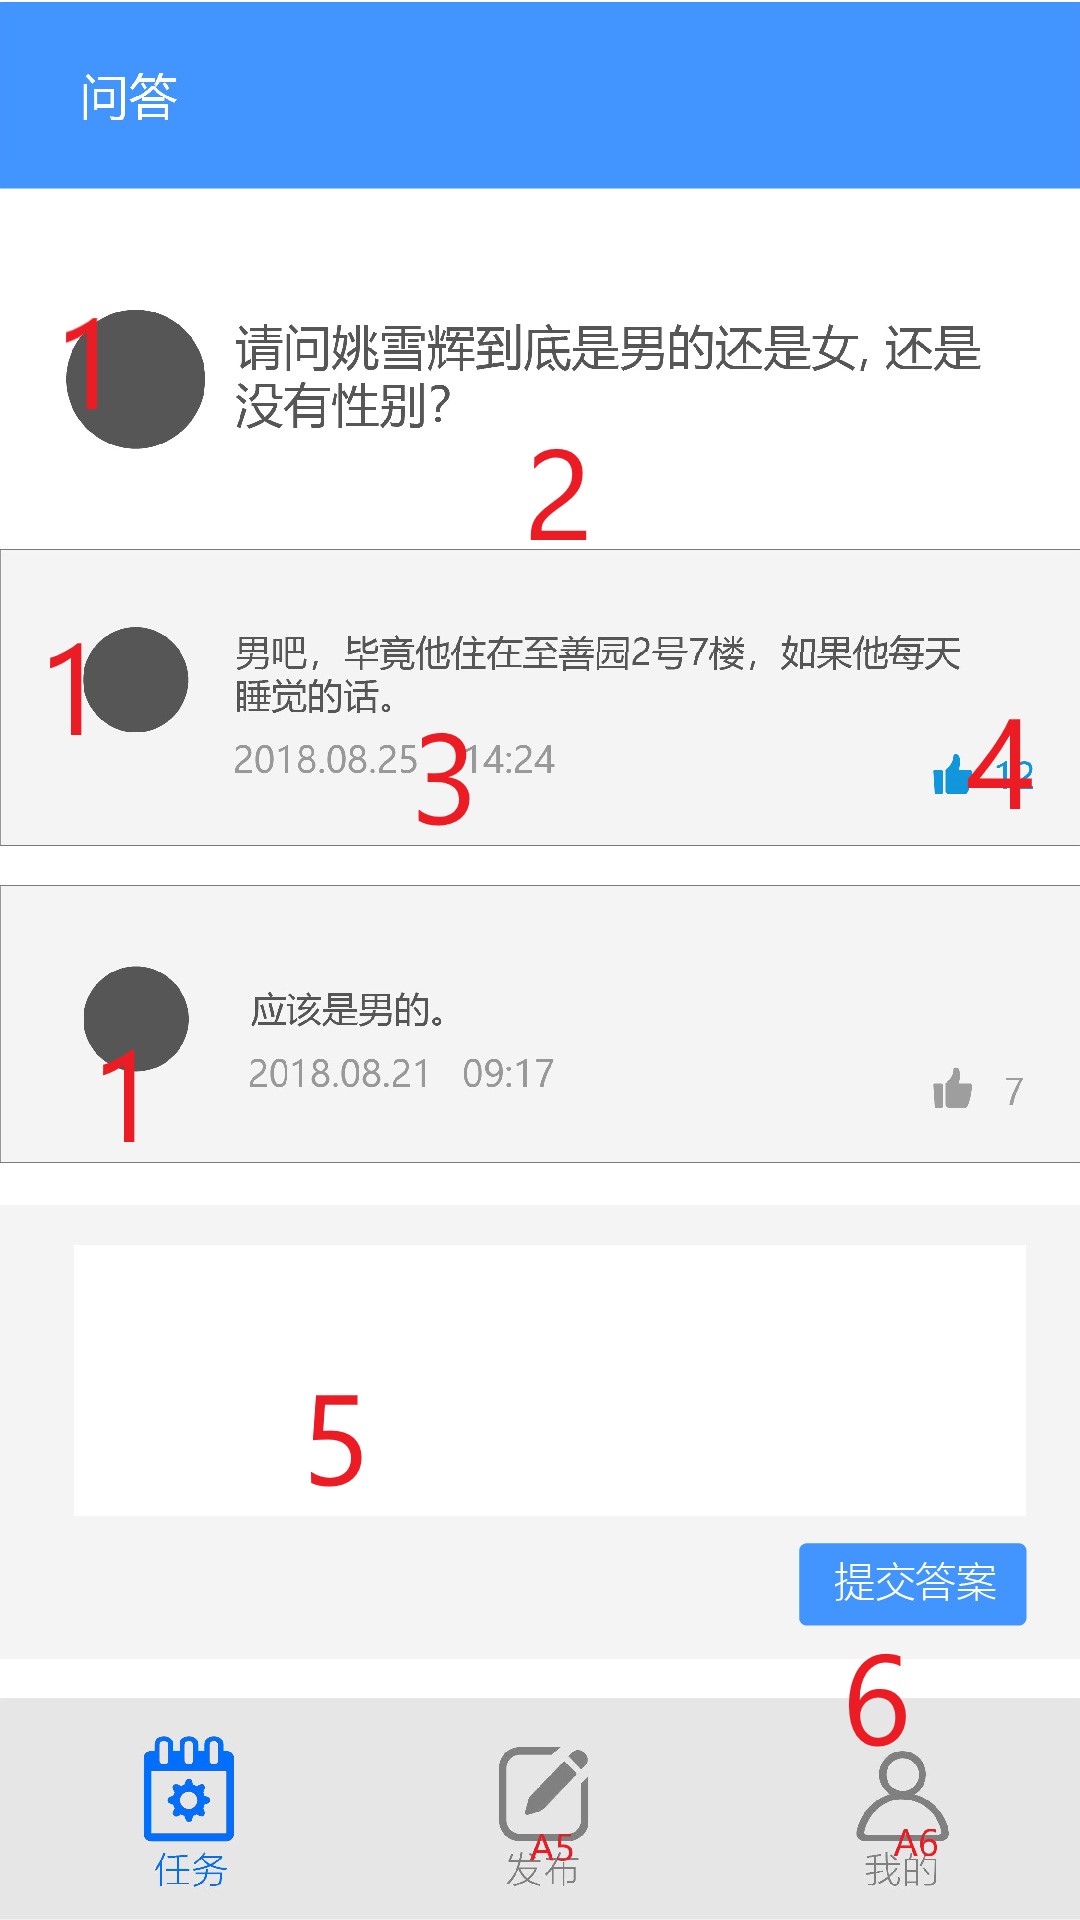 问答
1
请问姚雪辉到底是男的还是女, 还是
没有性别？
2
1
男吧，毕竟他住在至善园2号7楼，如果他每天
睡觉的话。
2018.08.25 14:24
3
12
4
应该是男的。
2018.08.21 09:17
1
7
5
提交答案
6
任务
发布
A5
我的
A6